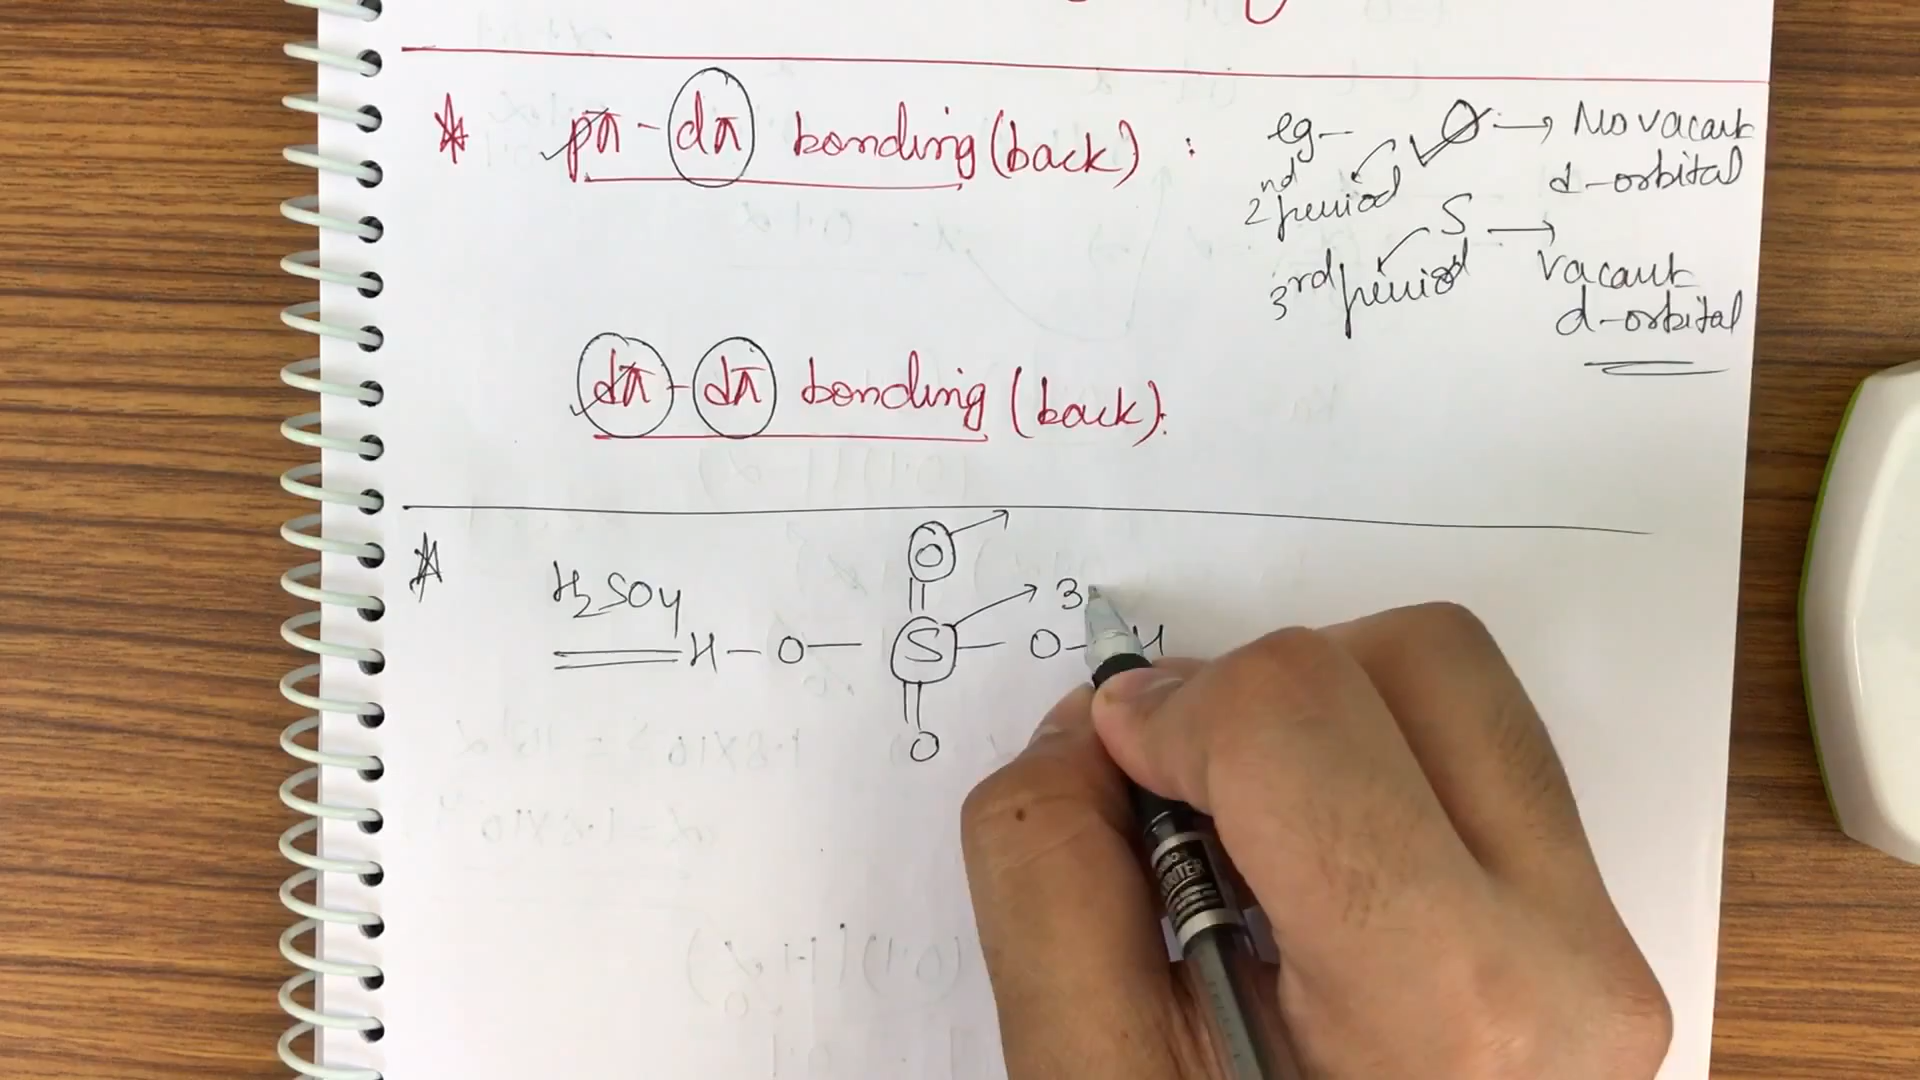 pπ - dπ bonding (back) :
eg- O → No vacant d-orbital
2nd period
S → vacant d-orbital
3rd period
dπ - dπ bonding (back):
H2SO4
O
H - O - S - O - H
O
3